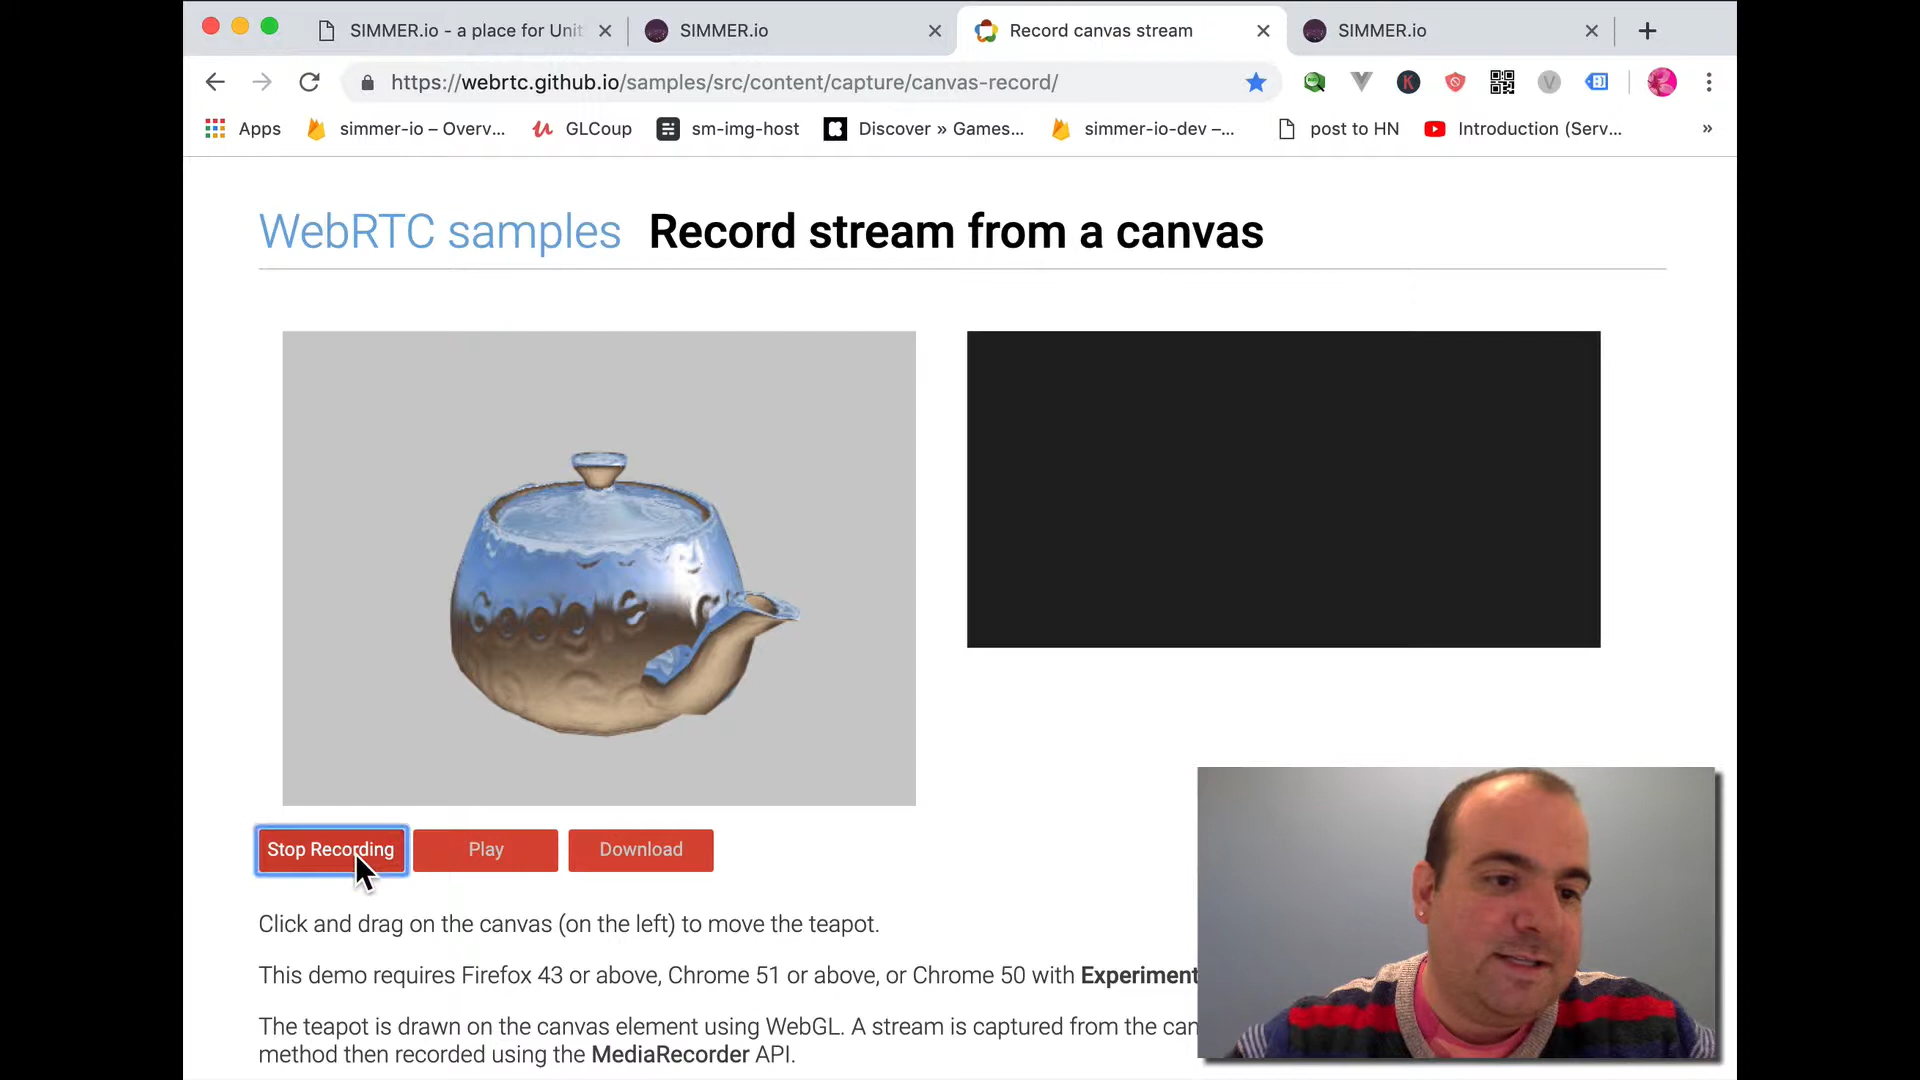 SIMMER.io - a place for Unit
SIMMER.io
Record canvas stream
SIMMER.io
https://webrtc.github.io/samples/src/content/capture/canvas-record/
Apps
simmer-io – Overv...
GLCoup
sm-img-host
Discover » Games...
simmer-io-dev –...
post to HN
Introduction (Serv...
»
WebRTC samples Record stream from a canvas
Google
Stop Recording
Play
Download
Click and drag on the canvas (on the left) to move the teapot.
This demo requires Firefox 43 or above, Chrome 51 or above, or Chrome 50 with Experiment
The teapot is drawn on the canvas element using WebGL. A stream is captured from the can
method then recorded using the MediaRecorder API.